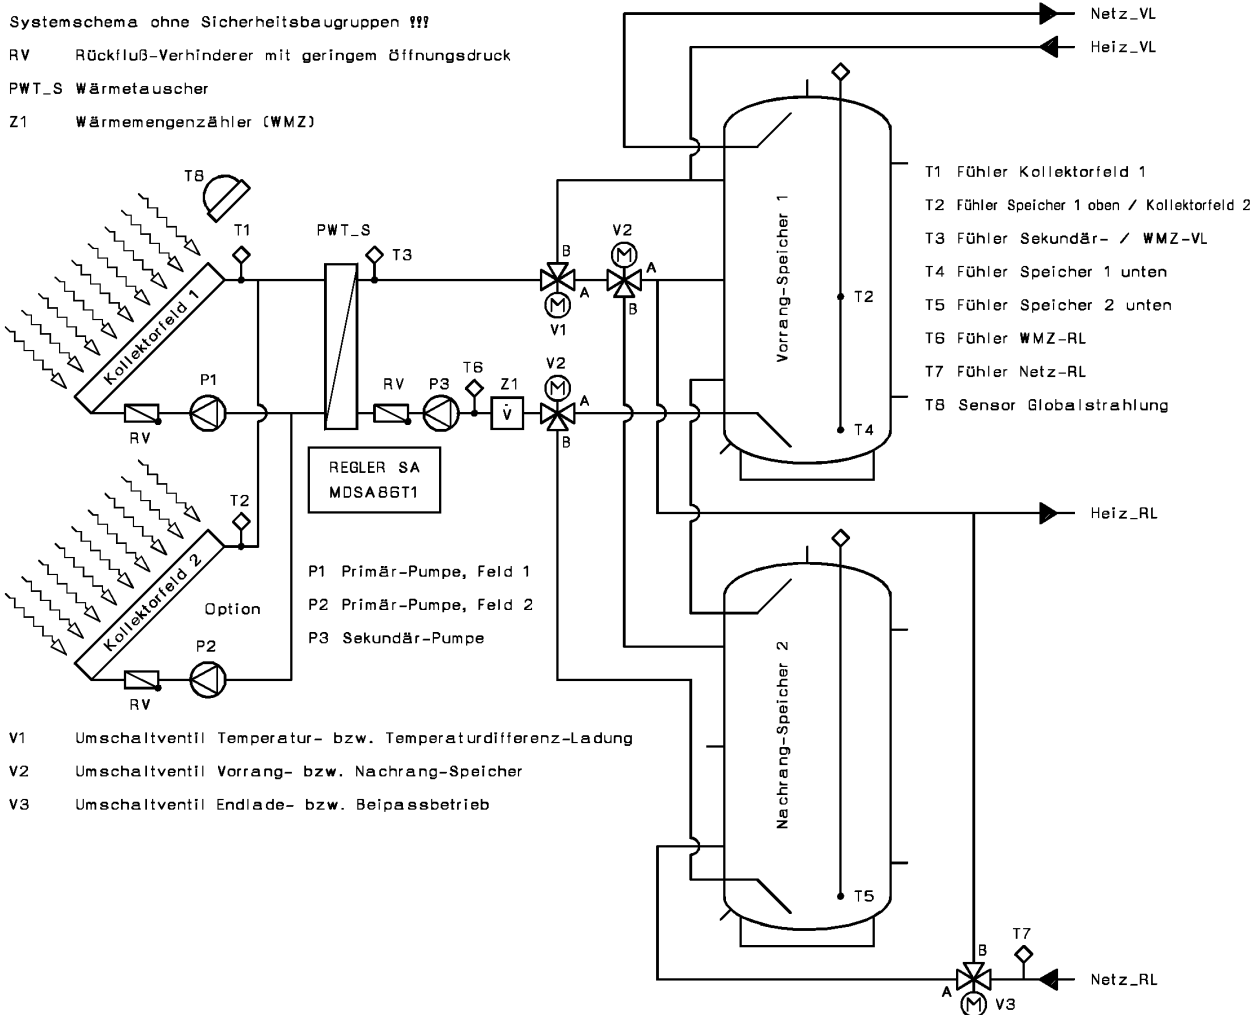 Systemschema ohne Sicherheitsbaugruppen !!!
RV Rückfluß-Verhinderer mit geringem Öffnungsdruck
PWT_S Wärmetauscher
Z1 Wärmemengenzähler (WMZ)
Netz_VL
Heiz_VL
T8
T1
PWT_S
T3
V2
M
A
B
B
A
M
V1
Kollektorfeld 1
P1
RV
RV
P3
T6
Z1
V̇
V2
M
A
B
Vorrang-Speicher 1
T2
T4
T1 Fühler Kollektorfeld 1
T2 Fühler Speicher 1 oben / Kollektorfeld 2
T3 Fühler Sekundär- / WMZ-VL
T4 Fühler Speicher 1 unten
T5 Fühler Speicher 2 unten
T6 Fühler WMZ-RL
T7 Fühler Netz-RL
T8 Sensor Globalstrahlung
REGLER SA
MDSA86T1
Heiz_RL
T2
Kollektorfeld 2
Option
P2
RV
P1 Primär-Pumpe, Feld 1
P2 Primär-Pumpe, Feld 2
P3 Sekundär-Pumpe
Nachrang-Speicher 2
T5
V1 Umschaltventil Temperatur- bzw. Temperaturdifferenz-Ladung
V2 Umschaltventil Vorrang- bzw. Nachrang-Speicher
V3 Umschaltventil Endlade- bzw. Beipassbetrieb
T7
B
A
M
V3
Netz_RL